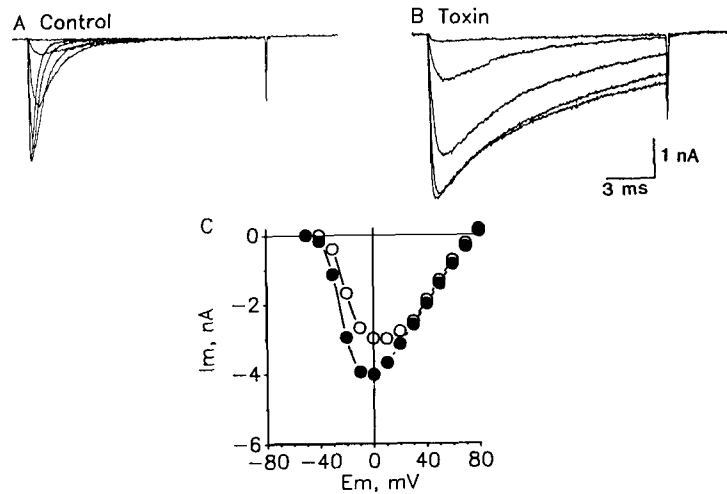 A Control
B Toxin
1 nA
3 ms
C
0
−2
−4
−6
Im, nA
−80 −40 0 40 80
Em, mV